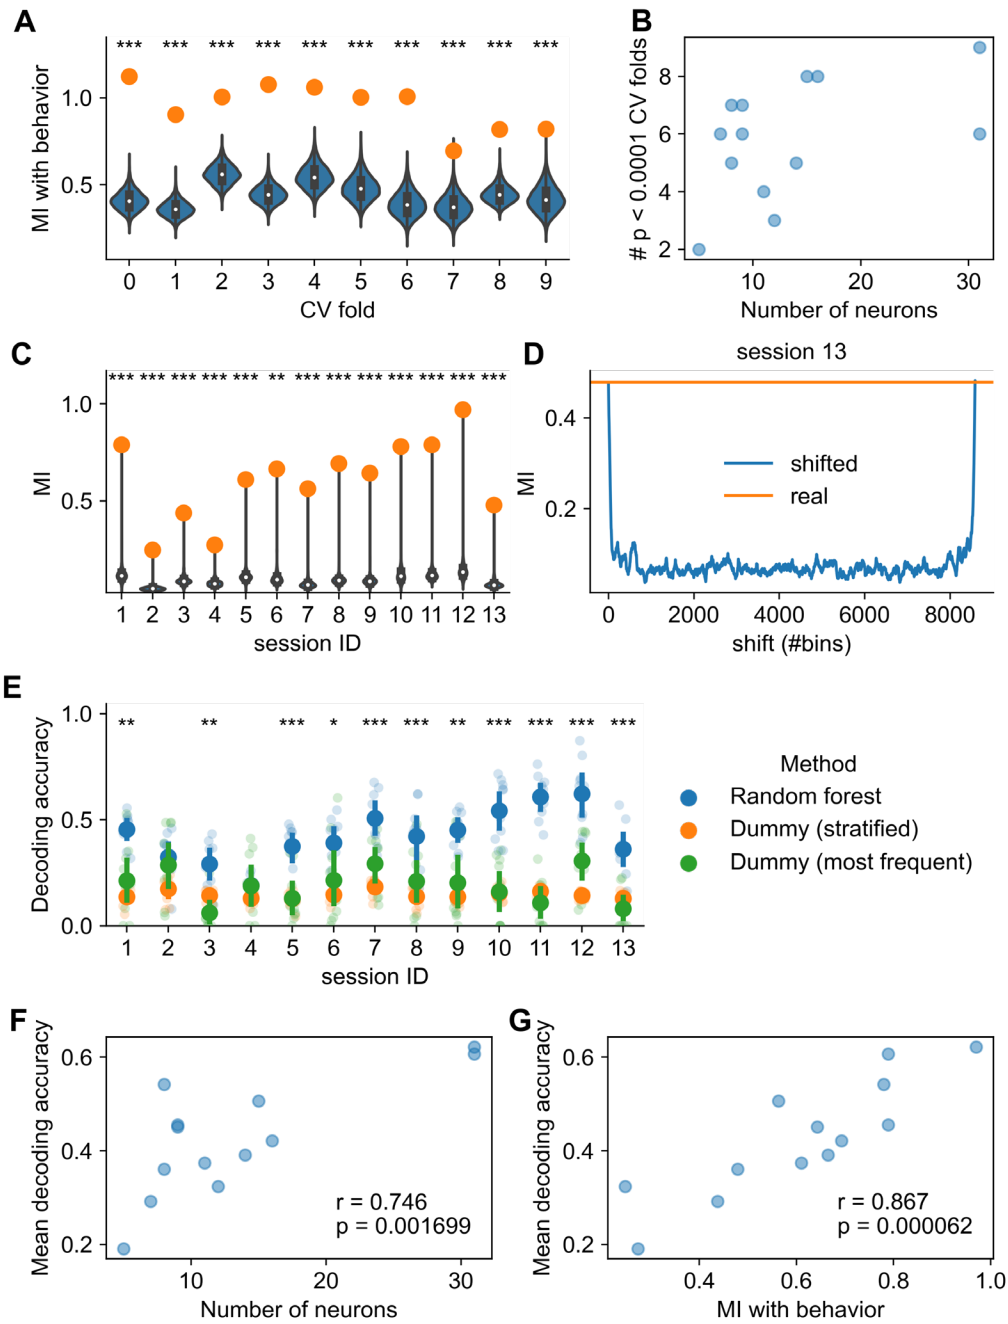 A
*** *** *** *** *** *** *** *** *** ***
MI with behavior
1.0
0.5
0 1 2 3 4 5 6 7 8 9
CV fold
B
# p < 0.0001 CV folds
8
6
4
2
10 20 30
Number of neurons
C
*** *** *** *** *** ** *** *** *** *** *** *** ***
MI
1.0
0.5
1 2 3 4 5 6 7 8 9 10 11 12 13
session ID
D
session 13
MI
0.4
0.2
shifted
real
0 2000 4000 6000 8000
shift (#bins)
E
** ** *** * *** *** ** *** *** *** ***
Decoding accuracy
1.0
0.5
0.0
1 2 3 4 5 6 7 8 9 10 11 12 13
session ID
Method
Random forest
Dummy (stratified)
Dummy (most frequent)
F
Mean decoding accuracy
0.6
0.4
0.2
r = 0.746
p = 0.001699
10 20 30
Number of neurons
G
Mean decoding accuracy
0.6
0.4
0.2
r = 0.867
p = 0.000062
0.4 0.6 0.8 1.0
MI with behavior